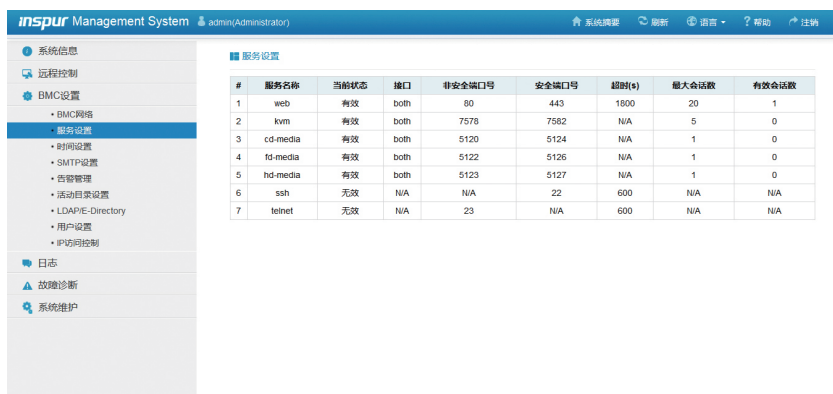 inspur Management System admin(Administrator) 系统摘要 刷新 语言 帮助 注销
系统信息
远程控制
BMC设置
• BMC网络
• 服务设置
• 时间设置
• SMTP设置
• 告警管理
• 活动目录设置
• LDAP/E-Directory
• 用户设置
• IP访问控制
日志
故障诊断
系统维护
服务设置
# 服务名称 当前状态 接口 非安全端口号 安全端口号 超时(s) 最大会话数 有效会话数
1 web 有效 both 80 443 1800 20 1
2 kvm 有效 both 7578 7582 N/A 5 0
3 cd-media 有效 both 5120 5124 N/A 1 0
4 fd-media 有效 both 5122 5126 N/A 1 0
5 hd-media 有效 both 5123 5127 N/A 1 0
6 ssh 无效 N/A N/A 22 600 N/A N/A
7 telnet 无效 N/A 23 N/A 600 N/A N/A